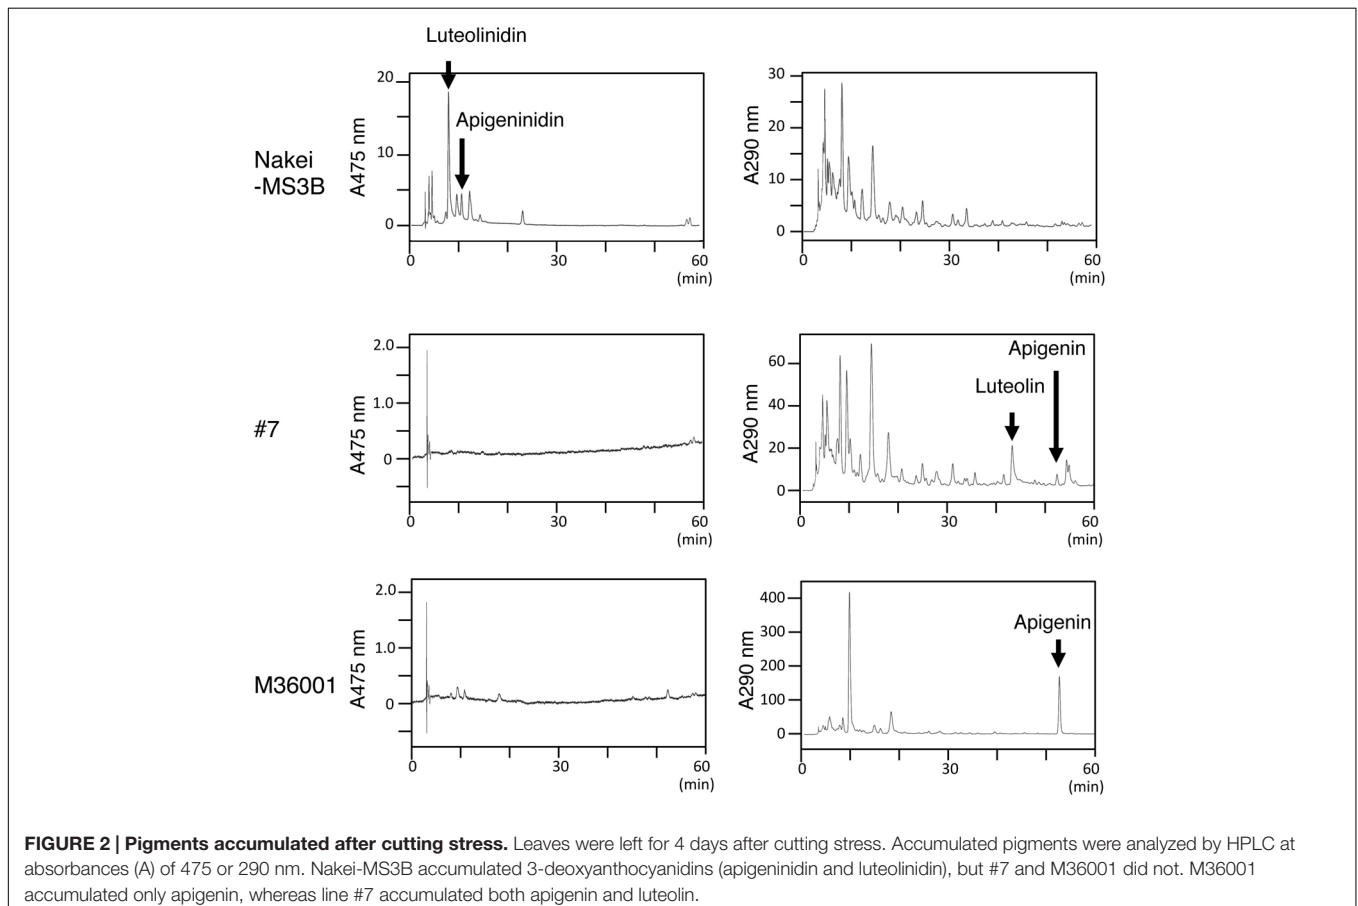 Luteolinidin
Apigeninidin
Nakei
-MS3B
A475 nm
20
10
0
0 30 60
(min)
A290 nm
30
20
10
0
0 30 60
(min)
#7
A475 nm
2.0
1.0
0
0 30 60
(min)
Apigenin
Luteolin
A290 nm
60
40
20
0
0 30 60
(min)
M36001
A475 nm
2.0
1.0
0
0 30 60
(min)
Apigenin
A290 nm
400
300
200
100
0
0 30 60
(min)
FIGURE 2 | Pigments accumulated after cutting stress. Leaves were left for 4 days after cutting stress. Accumulated pigments were analyzed by HPLC at
absorbances (A) of 475 or 290 nm. Nakei-MS3B accumulated 3-deoxyanthocyanidins (apigeninidin and luteolinidin), but #7 and M36001 did not. M36001
accumulated only apigenin, whereas line #7 accumulated both apigenin and luteolin.